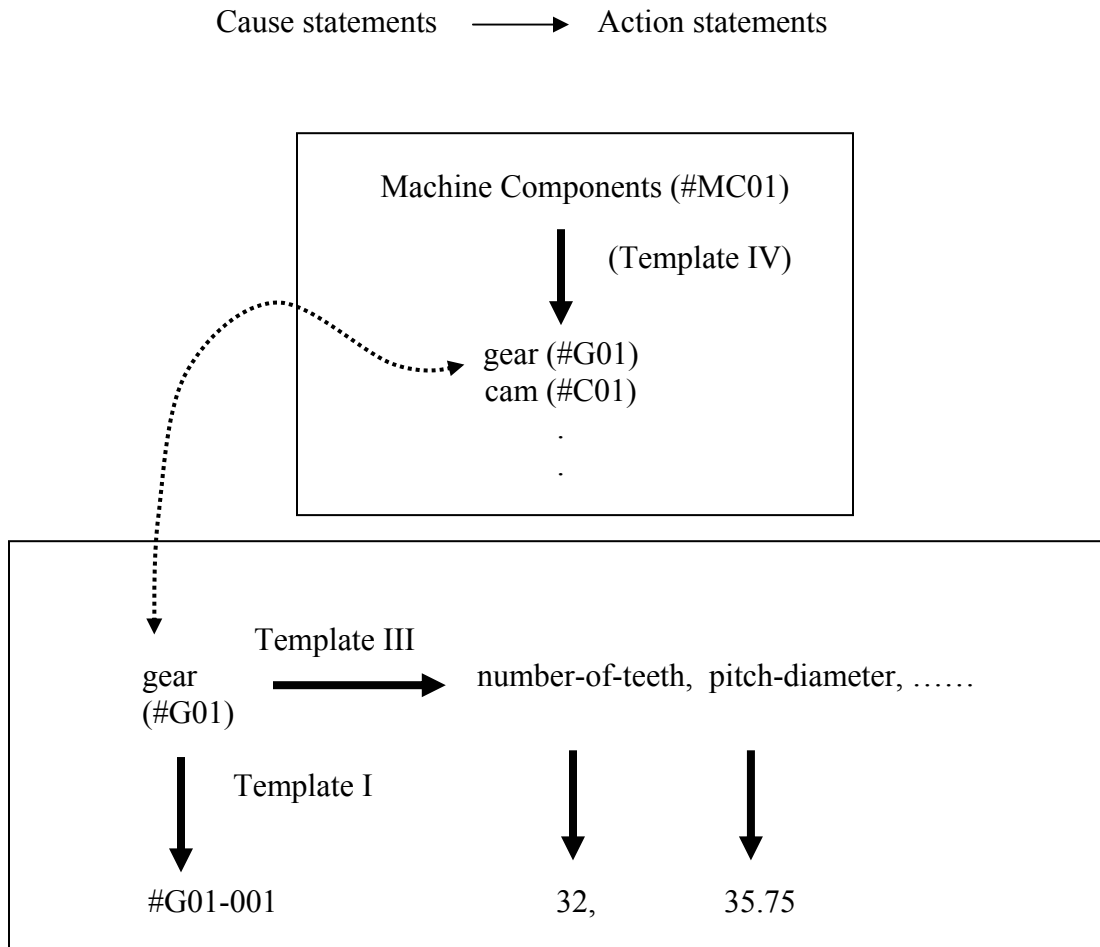 Cause statements Action statements
Machine Components (#MC01)
(Template IV)
gear (#G01)
cam (#C01)
.
.
Template III
gear
(#G01)
number-of-teeth, pitch-diameter, ……
Template I
#G01-001 32, 35.75